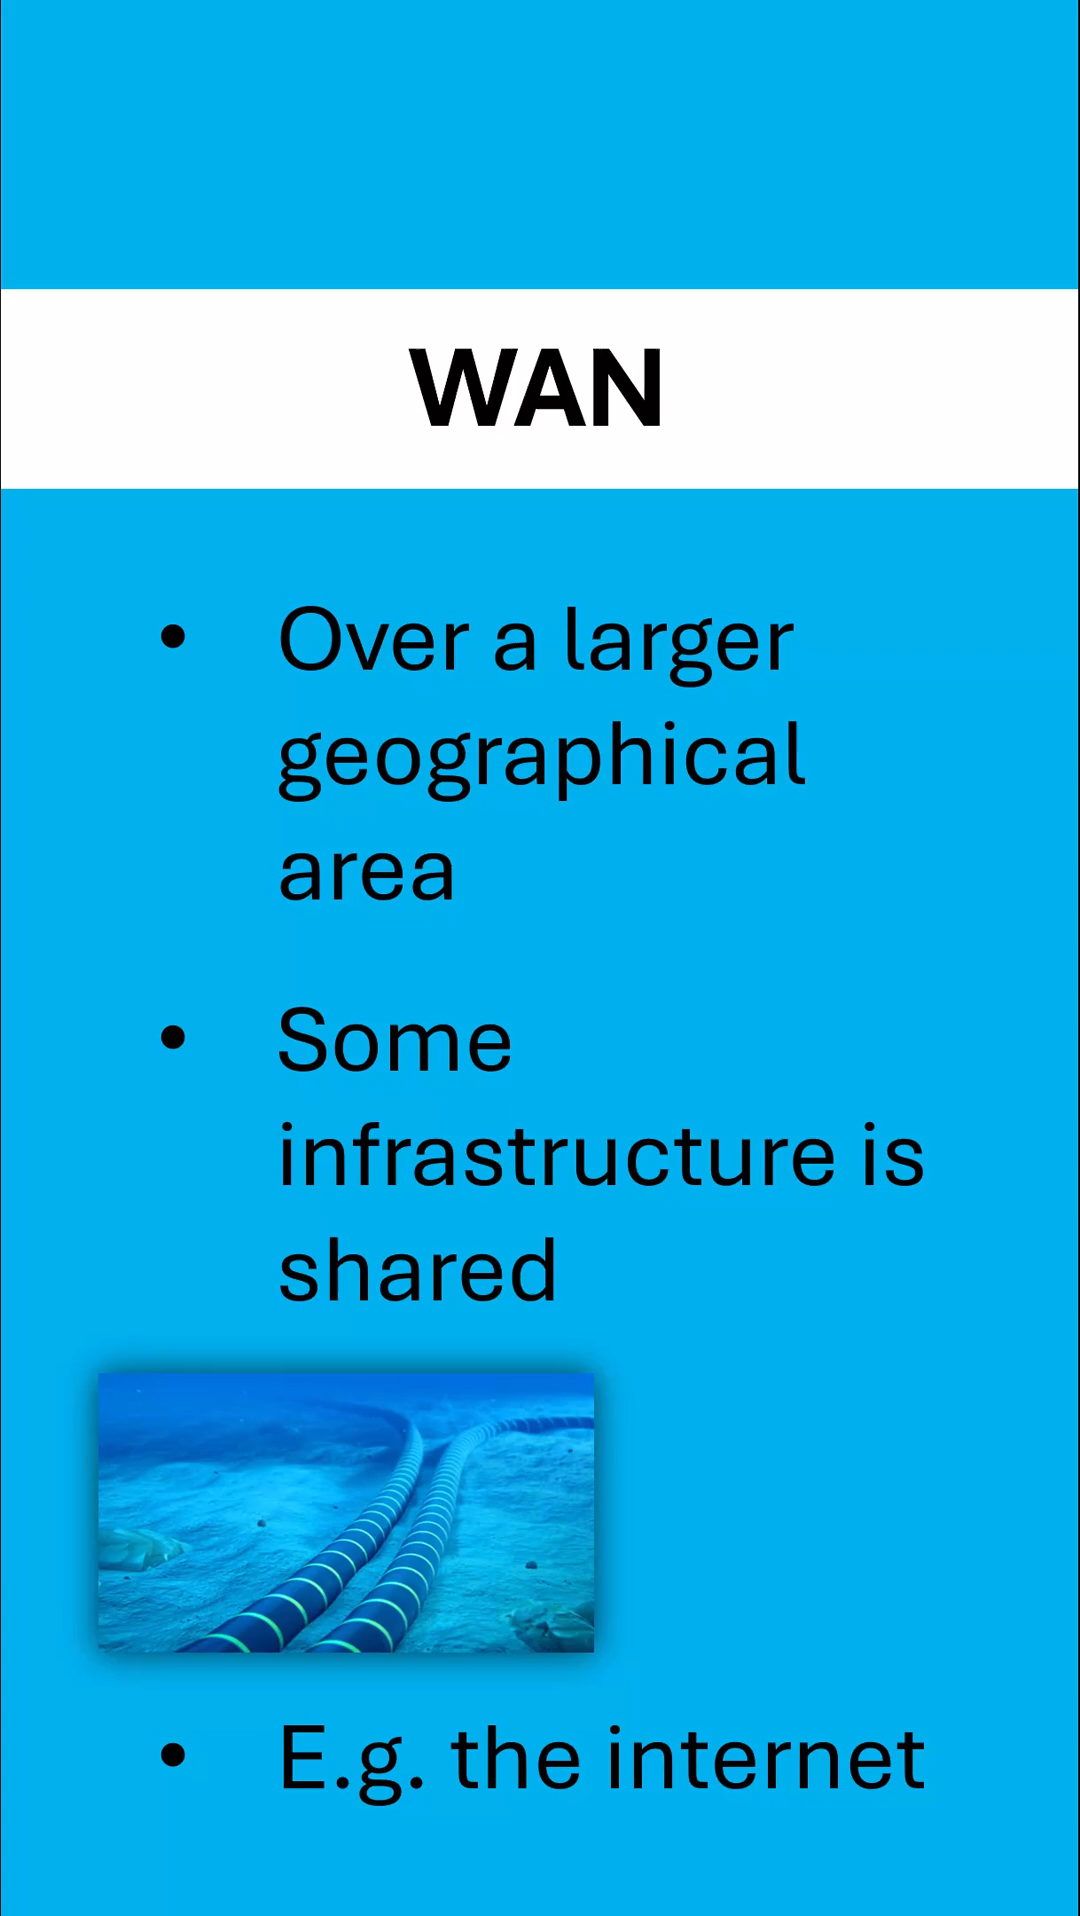 WAN
• Over a larger
geographical
area
• Some
infrastructure is
shared
• E.g. the internet